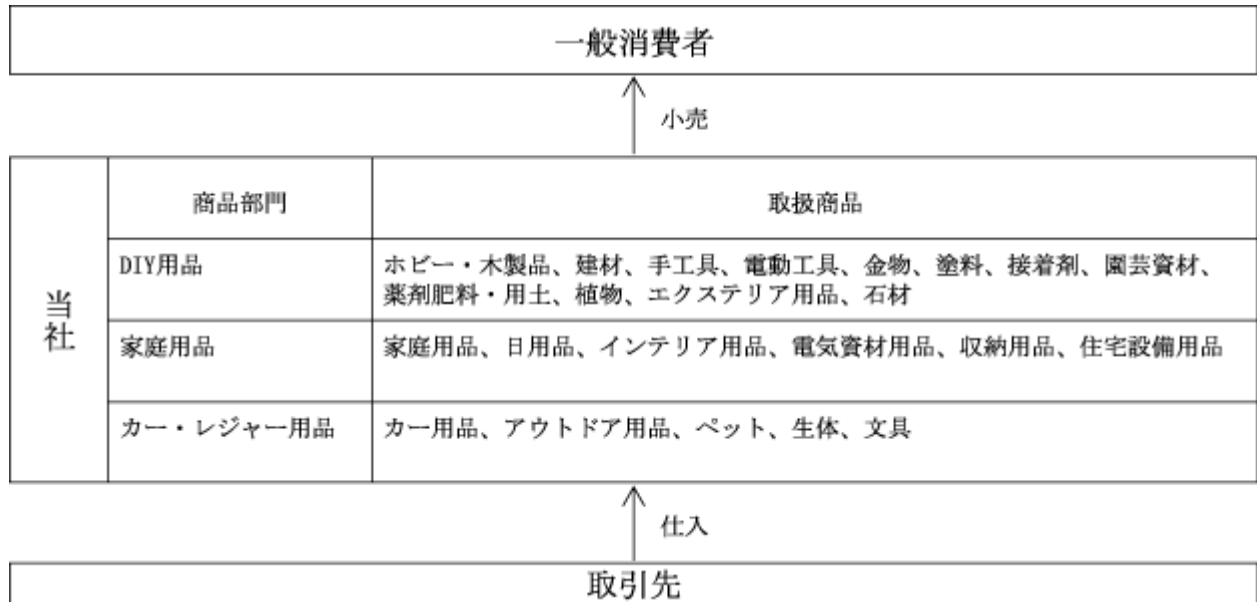 一般消費者
小売
当社
商品部門
取扱商品
DIY用品
ホビー・木製品、建材、手工具、電動工具、金物、塗料、接着剤、園芸資材、
薬剤肥料・用土、植物、エクステリア用品、石材
家庭用品
家庭用品、日用品、インテリア用品、電気資材用品、収納用品、住宅設備用品
カー・レジャー用品
カー用品、アウトドア用品、ペット、生体、文具
仕入
取引先